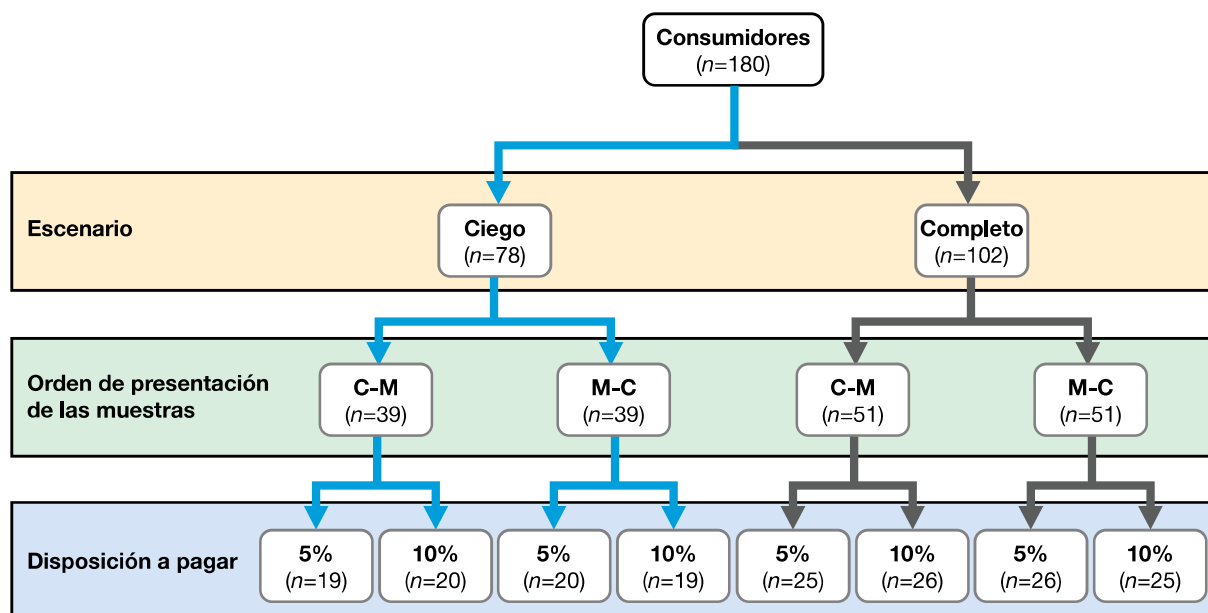 Consumidores
(n=180)
Escenario
Ciego
(n=78)
Completo
(n=102)
Orden de presentación
de las muestras
C-M
(n=39)
M-C
(n=39)
C-M
(n=51)
M-C
(n=51)
Disposición a pagar
5%
(n=19)
10%
(n=20)
5%
(n=20)
10%
(n=19)
5%
(n=25)
10%
(n=26)
5%
(n=26)
10%
(n=25)